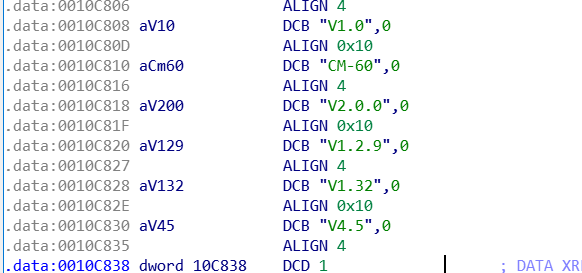 .data:0010C806 ALIGN 4
.data:0010C808 aV10 DCB "V1.0",0
.data:0010C80D ALIGN 0x10
.data:0010C810 aCm60 DCB "CM-60",0
.data:0010C816 ALIGN 4
.data:0010C818 aV200 DCB "V2.0.0",0
.data:0010C81F ALIGN 0x10
.data:0010C820 aV129 DCB "V1.2.9",0
.data:0010C827 ALIGN 4
.data:0010C828 aV132 DCB "V1.32",0
.data:0010C82E ALIGN 0x10
.data:0010C830 aV45 DCB "V4.5",0
.data:0010C835 ALIGN 4
.data:0010C838 dword_10C838 DCD 1 ; DATA XR